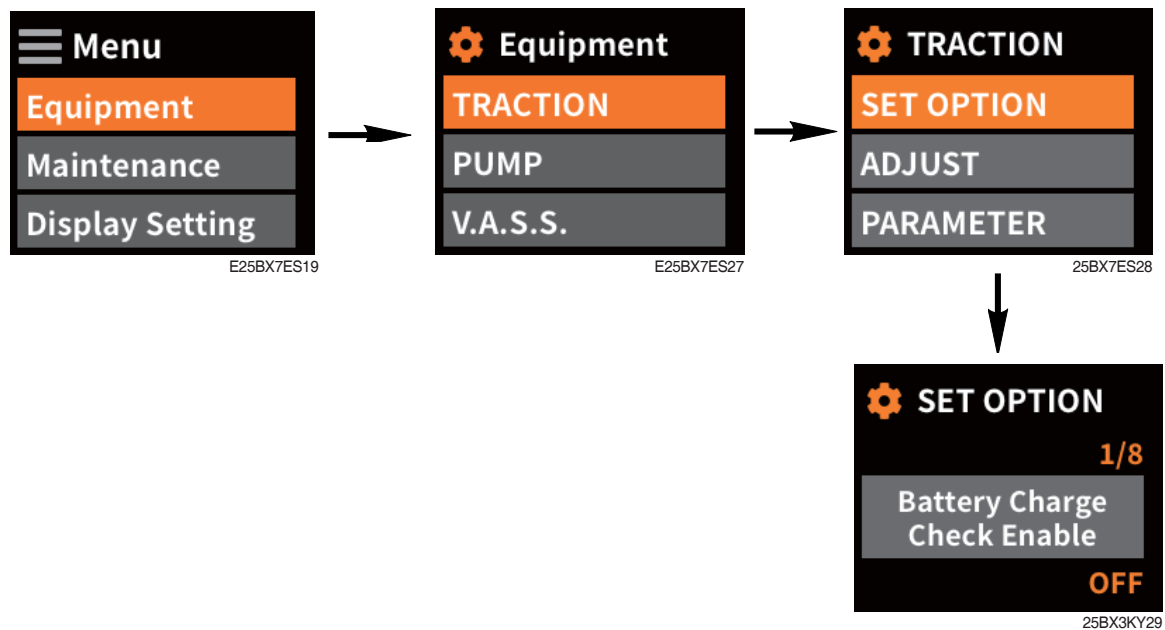 Menu
Equipment
Maintenance
Display Setting
E25BX7ES19
Equipment
TRACTION
PUMP
V.A.S.S.
E25BX7ES27
TRACTION
SET OPTION
ADJUST
PARAMETER
25BX7ES28
SET OPTION
1/8
Battery Charge
Check Enable
OFF
25BX3KY29